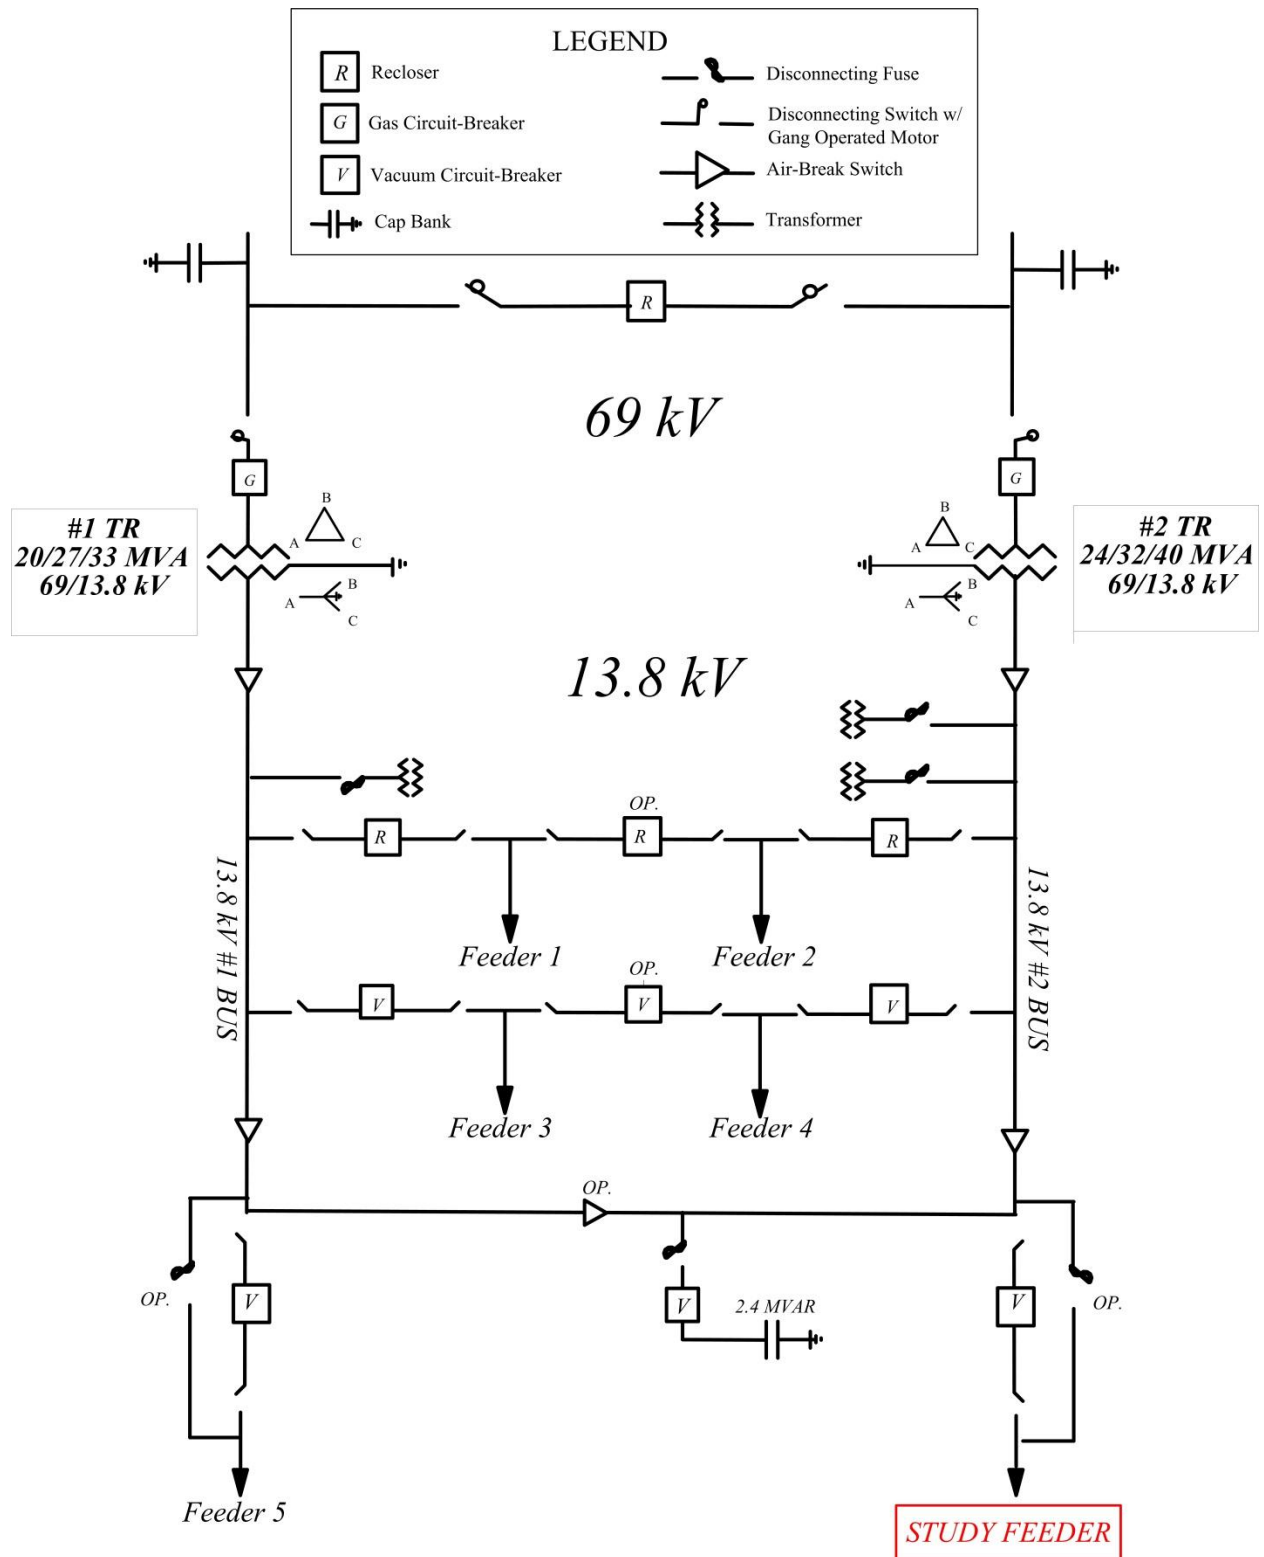 LEGEND
R Recloser
G Gas Circuit-Breaker
V Vacuum Circuit-Breaker
Cap Bank
Disconnecting Fuse
Disconnecting Switch w/
Gang Operated Motor
Air-Break Switch
Transformer
R
69 kV
G
G
#1 TR
20/27/33 MVA
69/13.8 kV
B
A
C
B
A
C
B
A
C
B
A
C
#2 TR
24/32/40 MVA
69/13.8 kV
13.8 kV
OP.
R
R
R
13.8 kV #1 BUS
13.8 kV #2 BUS
Feeder 1
Feeder 2
OP.
V
V
V
Feeder 3
Feeder 4
OP.
OP.
V
V
2.4 MVAR
V
OP.
Feeder 5
STUDY FEEDER